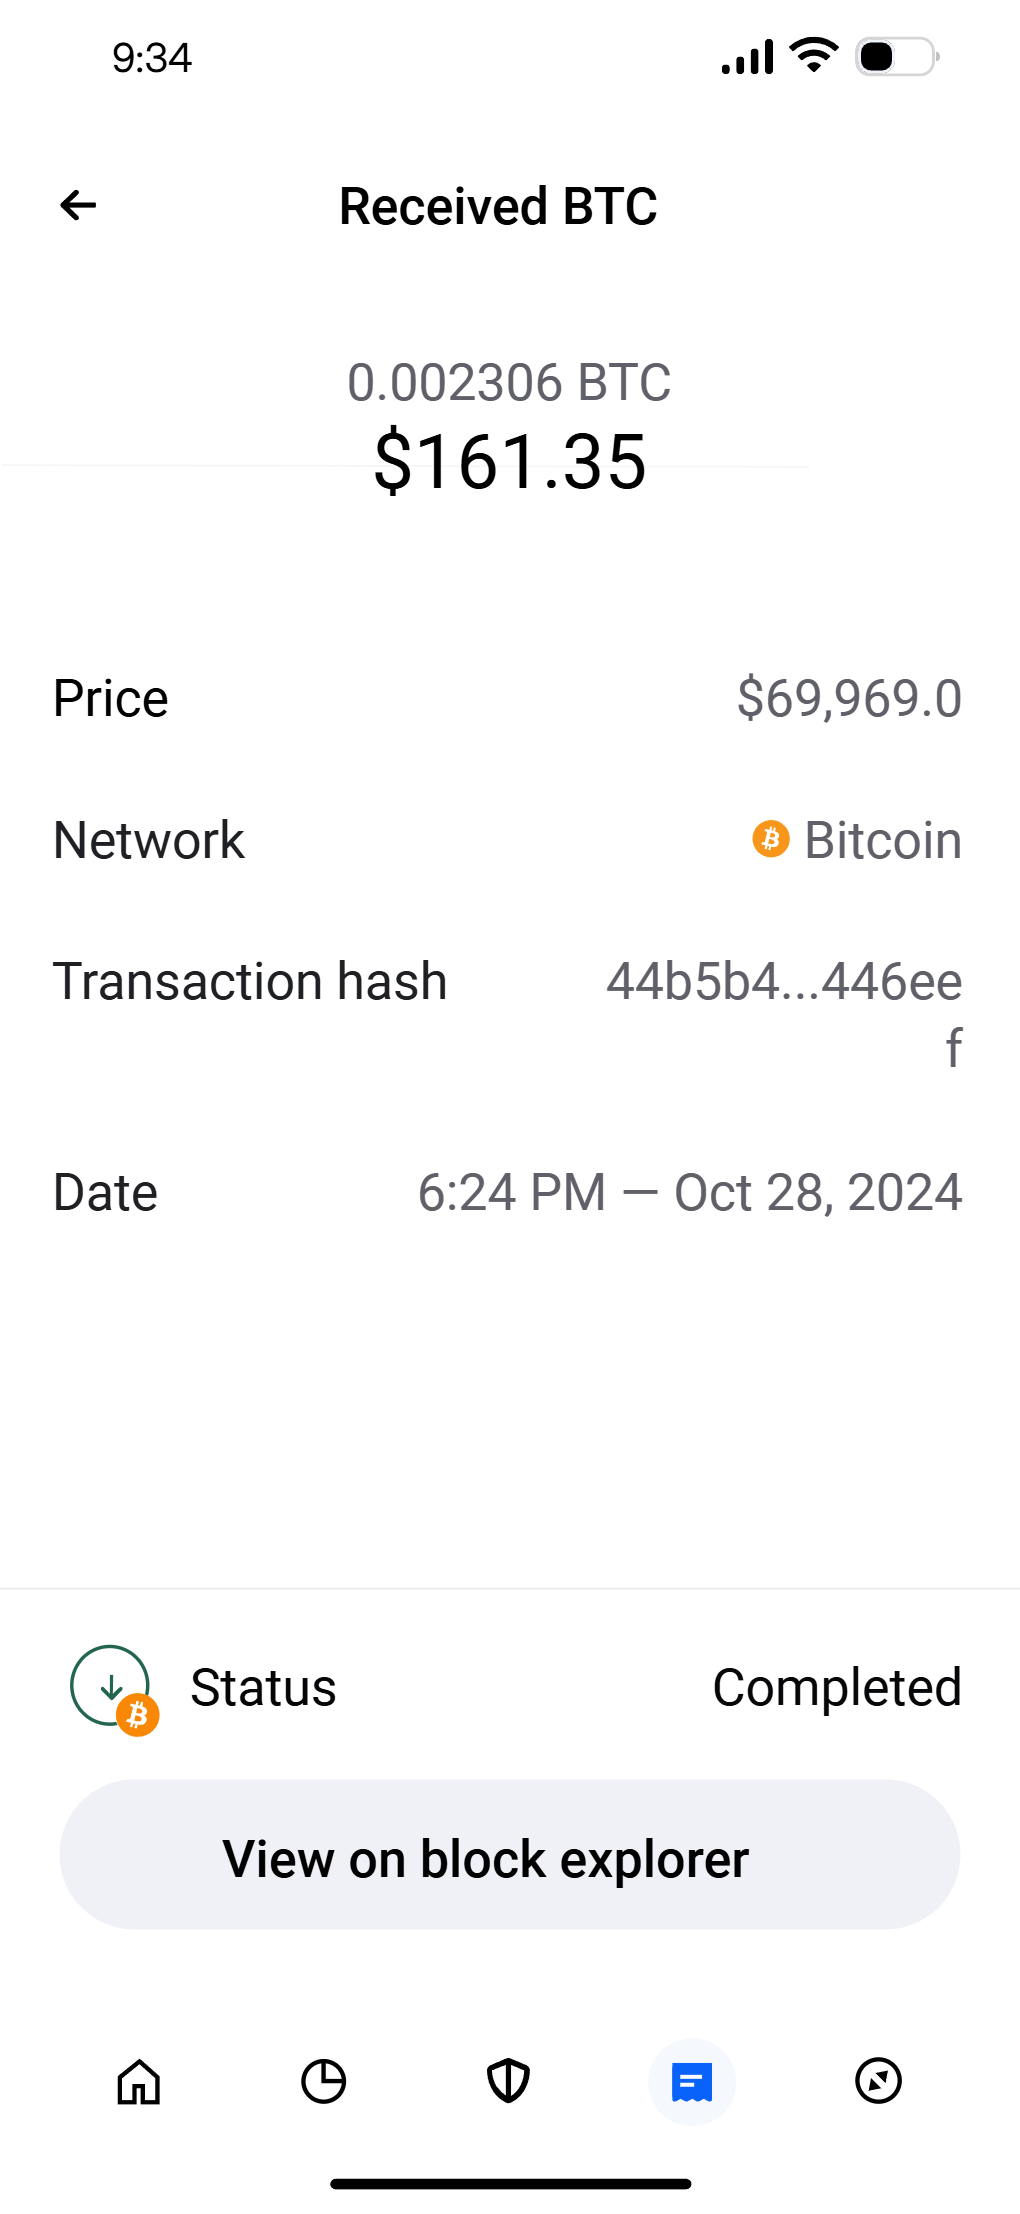 9:34
Received BTC
0.002306 BTC
$161.35
Price $69,969.0
Network Bitcoin
Transaction hash 44b5b4...446ee
f
Date 6:24 PM — Oct 28, 2024
Status Completed
View on block explorer